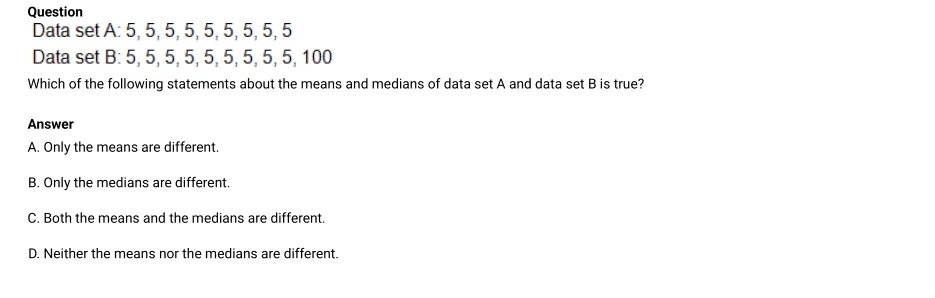 Question
Data set A: 5, 5, 5, 5, 5, 5, 5, 5, 5
Data set B: 5, 5, 5, 5, 5, 5, 5, 5, 5, 100
Which of the following statements about the means and medians of data set A and data set B is true?
Answer
A. Only the means are different.
B. Only the medians are different.
C. Both the means and the medians are different.
D. Neither the means nor the medians are different.